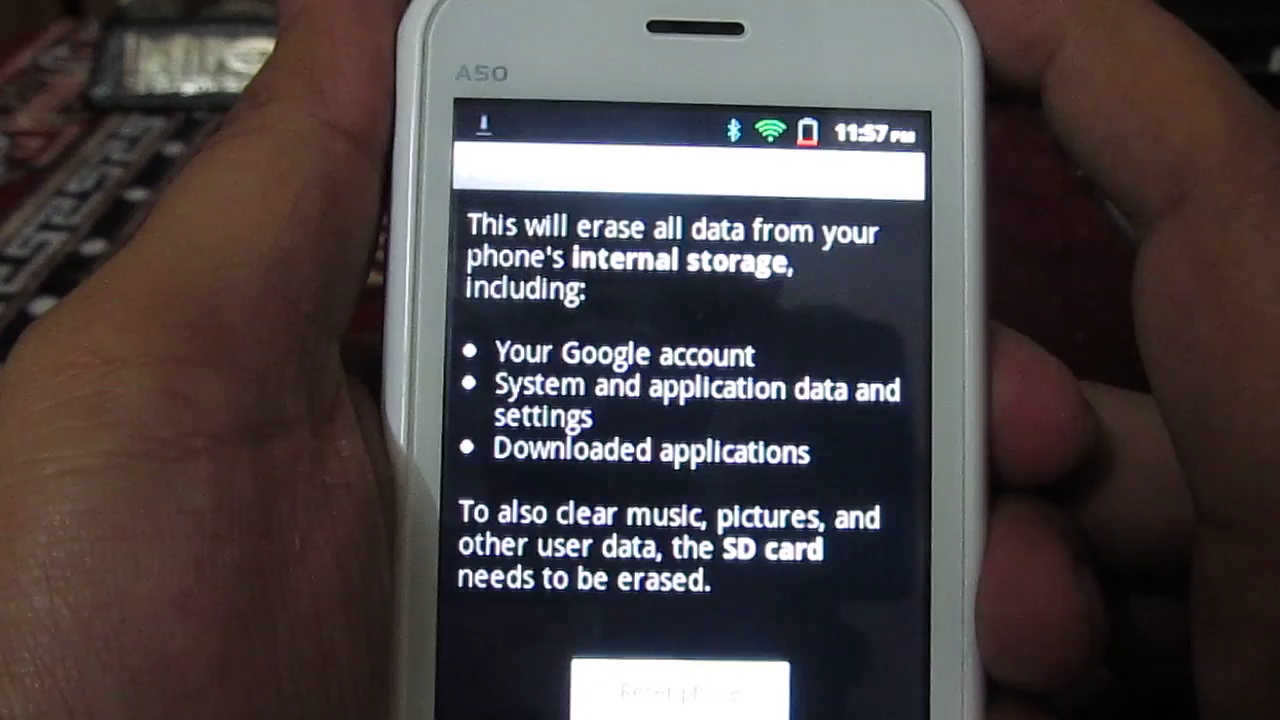 A50
11:57 PM
This will erase all data from your
phone's internal storage,
including:
● Your Google account
● System and application data and
settings
● Downloaded applications
To also clear music, pictures, and
other user data, the SD card
needs to be erased.
Reset phone